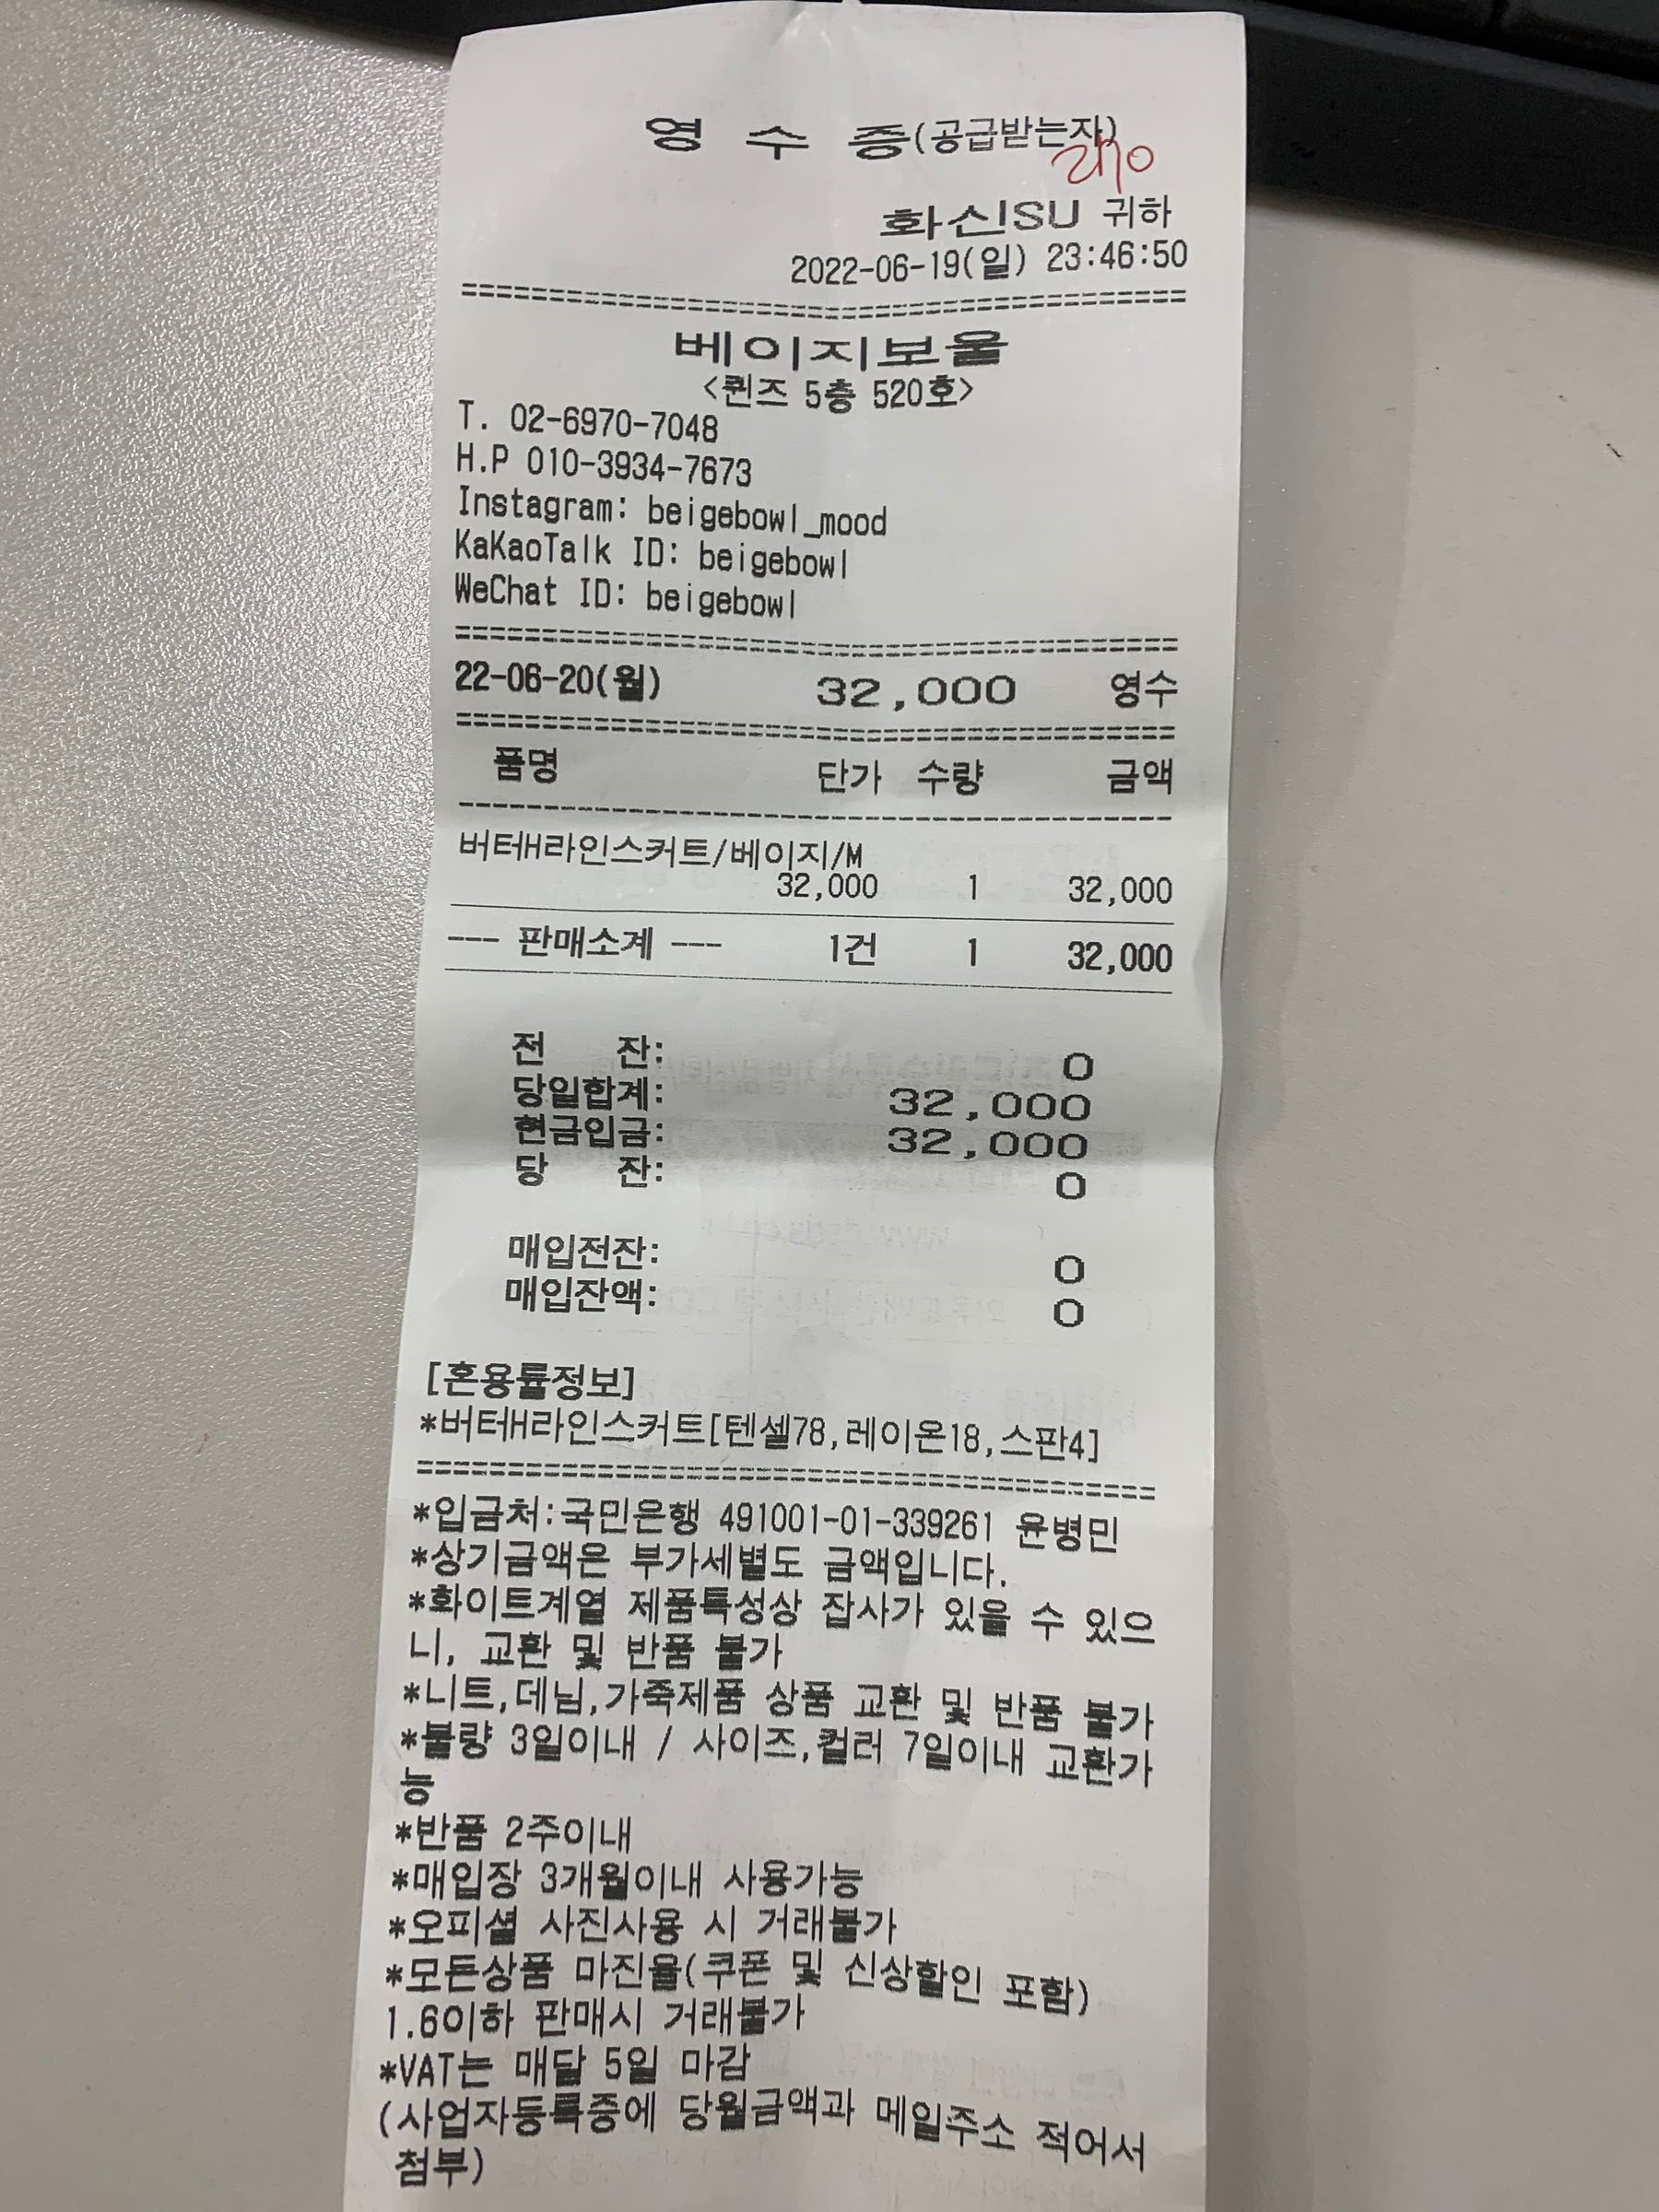 영 수 증(공급받는자)
화신SU 귀하
2022-06-19(일) 23:46:50
==========================================
베이지보울
<퀸즈 5층 520호>
T. 02-6970-7048
H.P 010-3934-7673
Instagram: beigebowl_mood
KaKaoTalk ID: beigebowl
WeChat ID: beigebowl
==========================================
22-06-20(월) 32,000 영수
==========================================
품명 단가 수량 금액
------------------------------------------
버터H라인스커트/베이지/M
32,000 1 32,000
--- 판매소계 --- 1건 1 32,000
전 잔: 0
당일합계: 32,000
현금입금: 32,000
당 잔: 0
매입전잔: 0
매입잔액: 0
[혼용률정보]
*버터H라인스커트[텐셀78,레이온18,스판4]
==========================================
*입금처:국민은행 491001-01-339261 윤병민
*상기금액은 부가세별도 금액입니다.
*화이트계열 제품특성상 잡사가 있을 수 있으
니, 교환 및 반품 불가
*니트,데님,가죽제품 상품 교환 및 반품 불가
*불량 3일이내 / 사이즈,컬러 7일이내 교환가
능
*반품 2주이내
*매입장 3개월이내 사용가능
*오피셜 사진사용 시 거래불가
*모든상품 마진율(쿠폰 및 신상할인 포함)
1.6이하 판매시 거래불가
*VAT는 매달 5일 마감
(사업자등록증에 당월금액과 메일주소 적어서
첨부)